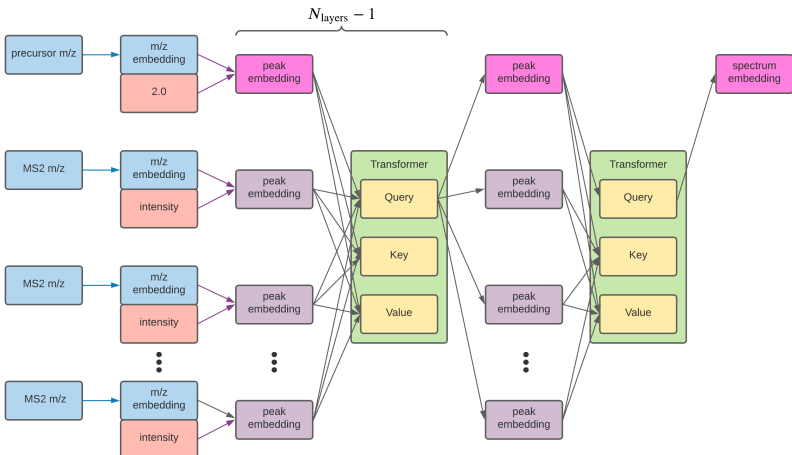 N_layers − 1
precursor m/z
m/z
embedding
2.0
peak
embedding
peak
embedding
spectrum
embedding
MS2 m/z
m/z
embedding
intensity
peak
embedding
Transformer
Query
Key
Value
peak
embedding
Transformer
Query
Key
Value
MS2 m/z
m/z
embedding
intensity
peak
embedding
peak
embedding
MS2 m/z
m/z
embedding
intensity
peak
embedding
peak
embedding